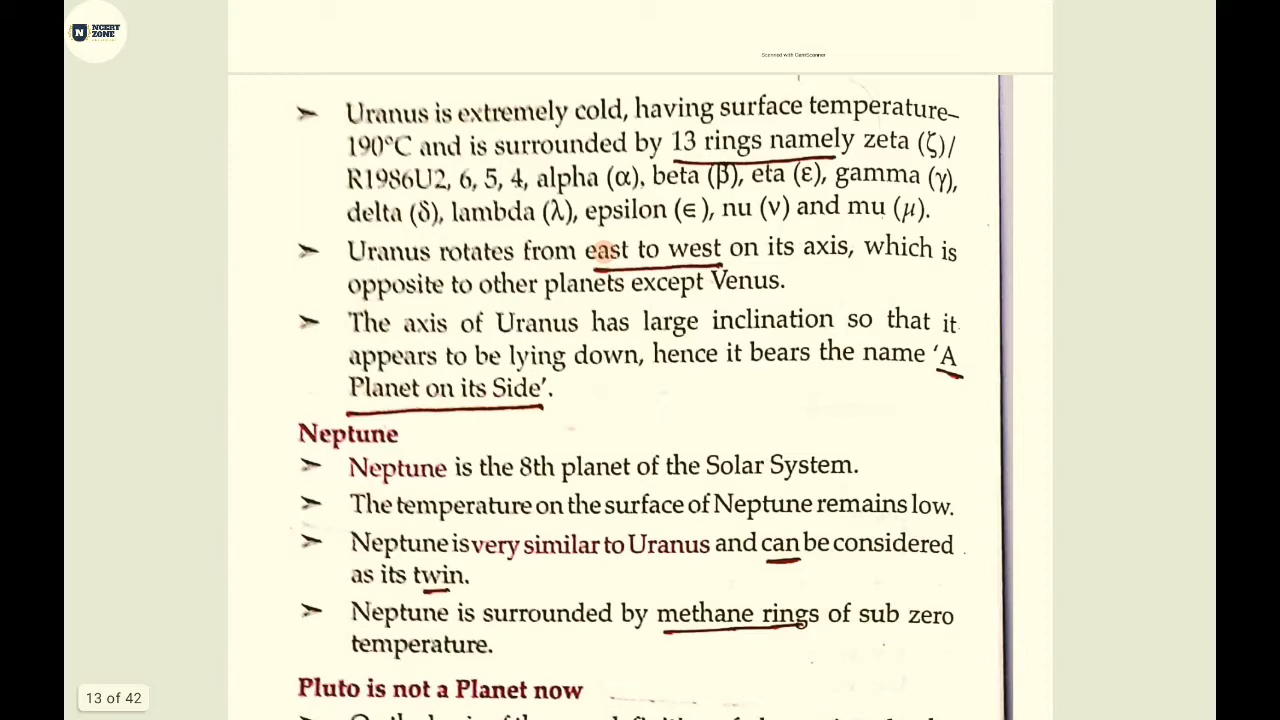 NCERT
ZONE
Scanned with CamScanner
➢ Uranus is extremely cold, having surface temperature–
190°C and is surrounded by 13 rings namely zeta (ζ)/
R1986U2, 6, 5, 4, alpha (α), beta (β), eta (ε), gamma (γ),
delta (δ), lambda (λ), epsilon (∈), nu (ν) and mu (μ).
➢ Uranus rotates from east to west on its axis, which is
opposite to other planets except Venus.
➢ The axis of Uranus has large inclination so that it
appears to be lying down, hence it bears the name ‘A
Planet on its Side’.
Neptune
➢ Neptune is the 8th planet of the Solar System.
➢ The temperature on the surface of Neptune remains low.
➢ Neptune is very similar to Uranus and can be considered
as its twin.
➢ Neptune is surrounded by methane rings of sub zero
temperature.
Pluto is not a Planet now
13 of 42